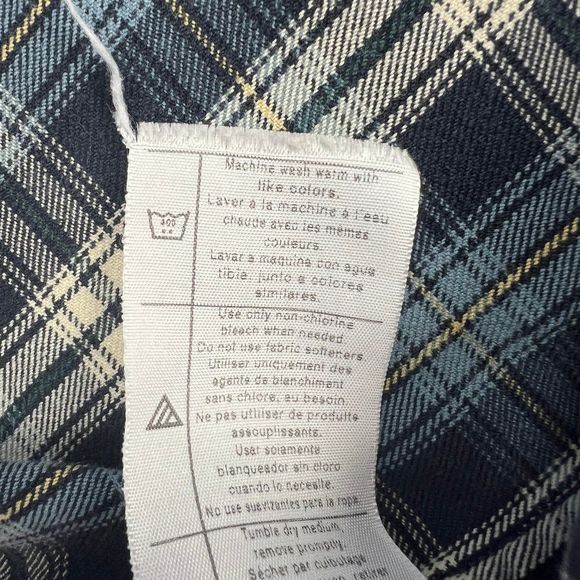 Machine wash warm with
like colors.
Laver à la machine à l'eau
chaude avec les mêmes
couleurs.
Lavar a maquina con agua
tibie, junto a colores
similares.
Use only non-chlorine
bleach when needed
Do not use fabric softeners
Utiliser uniquement des
agente de blanchiment
sans chlore, au besoin.
Ne pas utiliser de produits
assouplissants.
Usar solamente
blanqueador sin cloro
cuando lo necesite.
No use suavizantes para la ropa.
Tumble dry medium,
remove promptly.
Sécher par culbutage